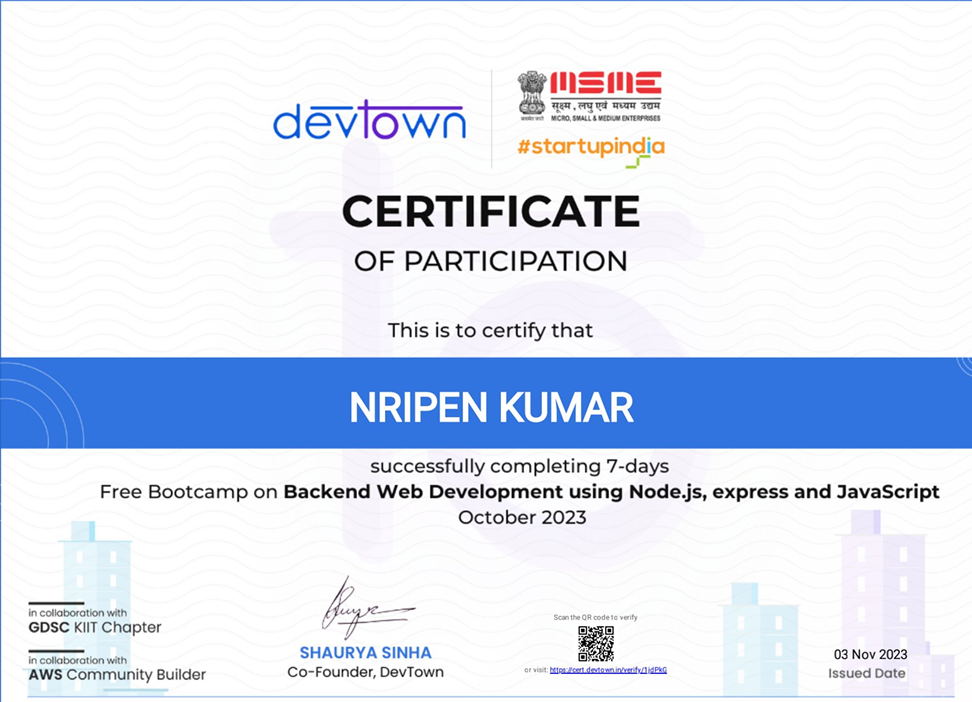 devtown
MSME
सूक्ष्म, लघु एवं मध्यम उद्यम
MICRO, SMALL & MEDIUM ENTERPRISES
#startupindia
CERTIFICATE
OF PARTICIPATION
This is to certify that
NRIPEN KUMAR
successfully completing 7-days
Free Bootcamp on Backend Web Development using Node.js, express and JavaScript
October 2023
in collaboration with
GDSC KIIT Chapter
in collaboration with
AWS Community Builder
SHAURYA SINHA
Co-Founder, DevTown
Scan the QR code to verify
or visit: https://cert.devtown.in/verify/1jdPkG
03 Nov 2023
Issued Date